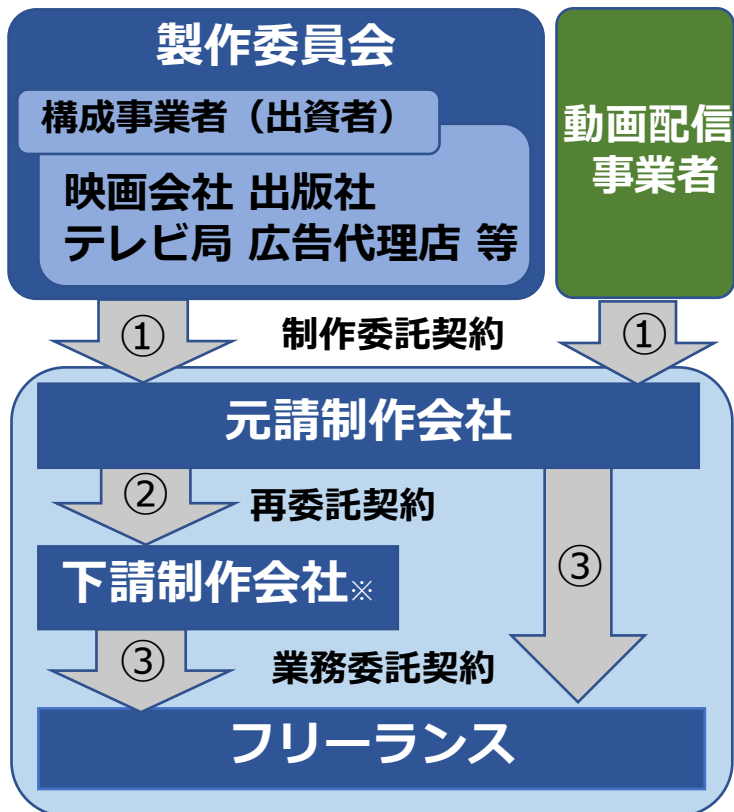 製作委員会
構成事業者（出資者）
映画会社 出版社
テレビ局 広告代理店 等
動画配信
事業者
①
制作委託契約
①
元請制作会社
②
再委託契約
下請制作会社※
③
③
業務委託契約
フリーランス